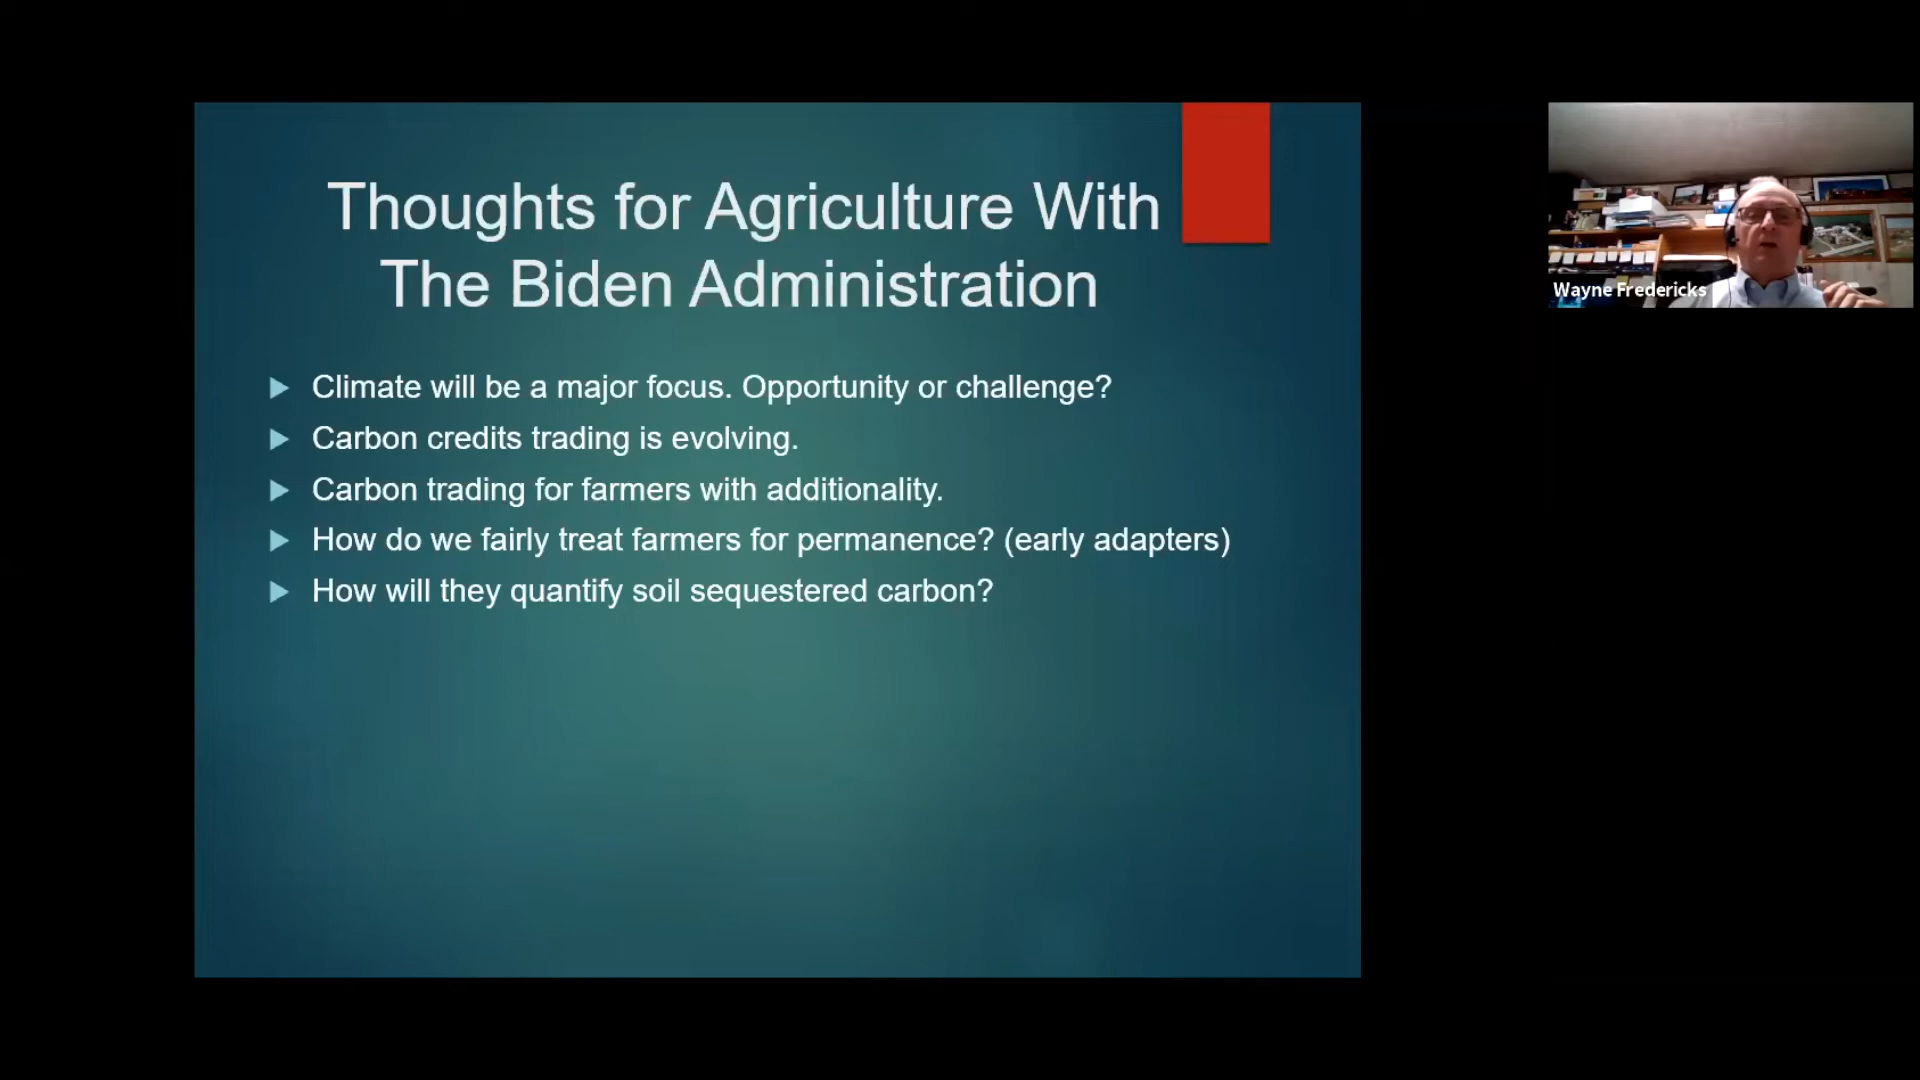 Thoughts for Agriculture With
The Biden Administration
Climate will be a major focus. Opportunity or challenge?
Carbon credits trading is evolving.
Carbon trading for farmers with additionality.
How do we fairly treat farmers for permanence? (early adapters)
How will they quantify soil sequestered carbon?
Wayne Fredericks